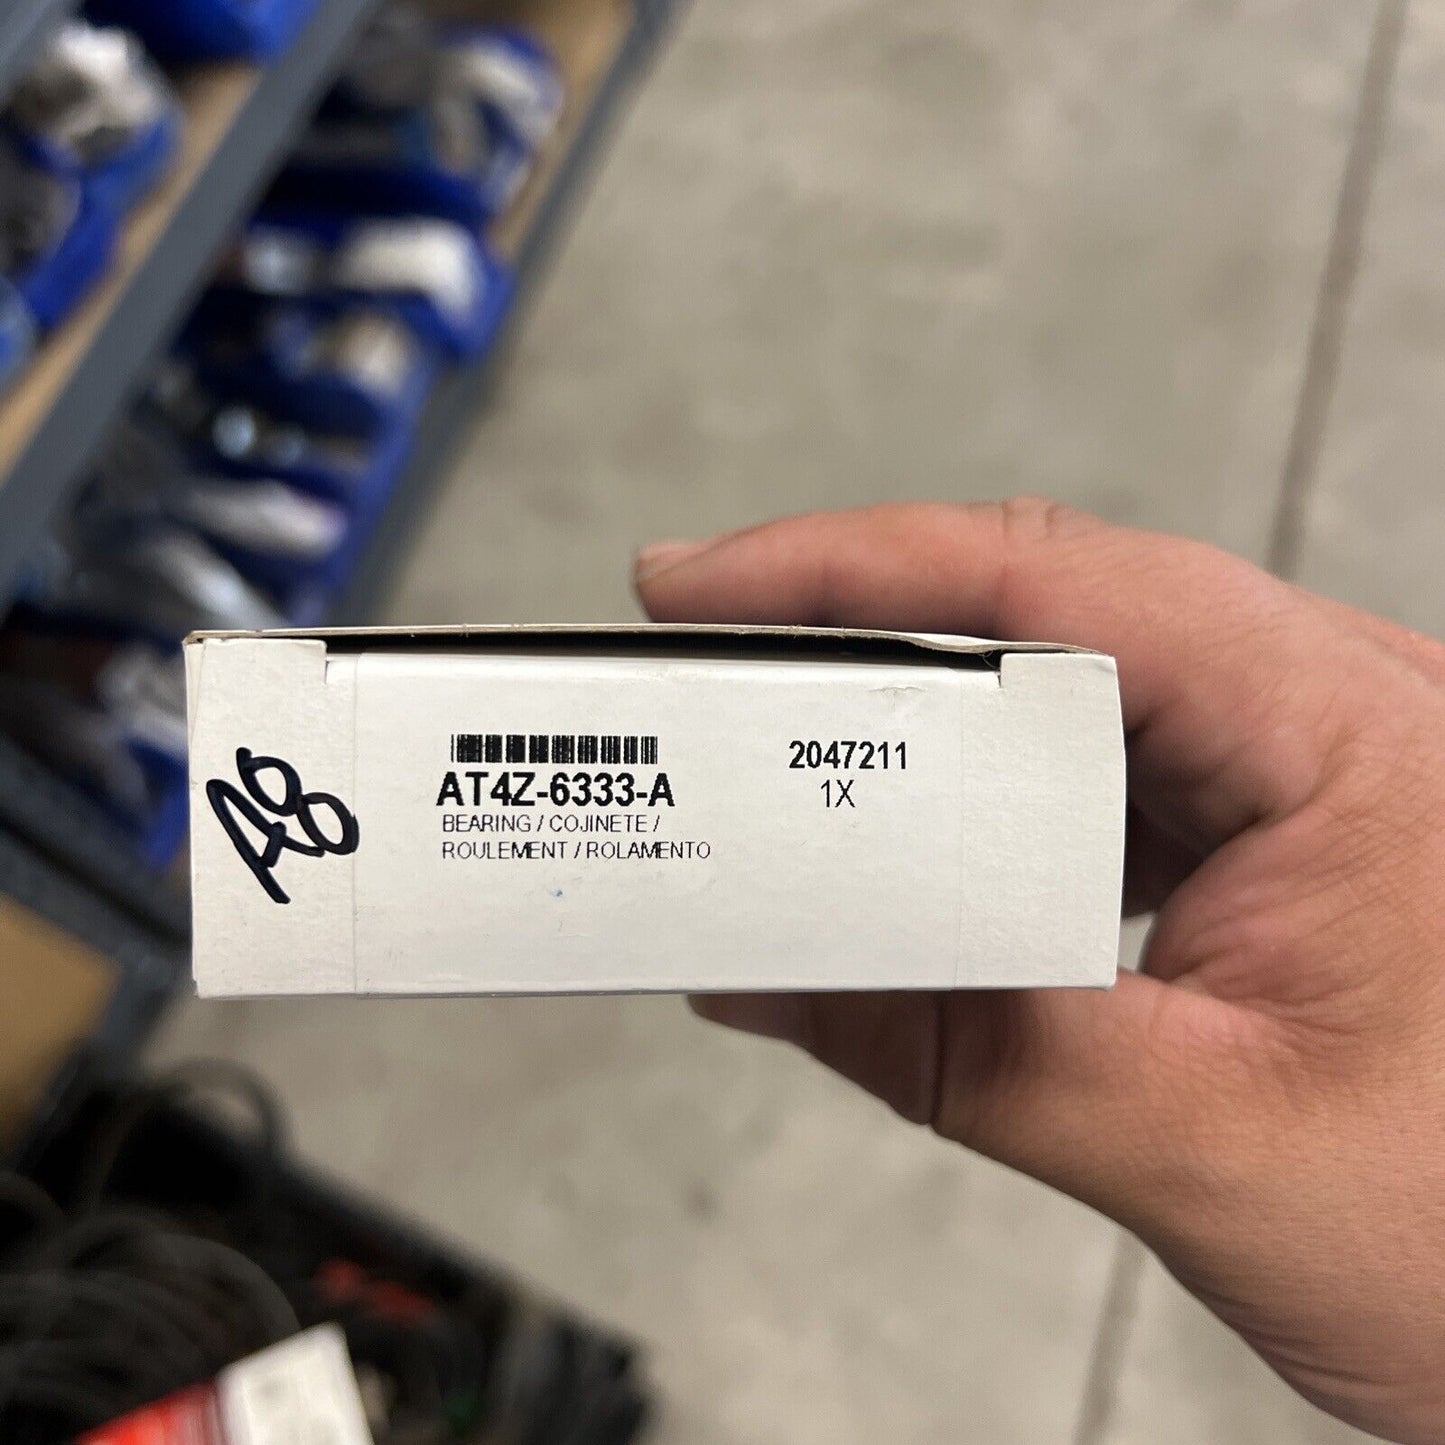 A8
AT4Z-6333-A
BEARING / COJINETE /
ROULEMENT / ROLAMENTO
2047211
1X